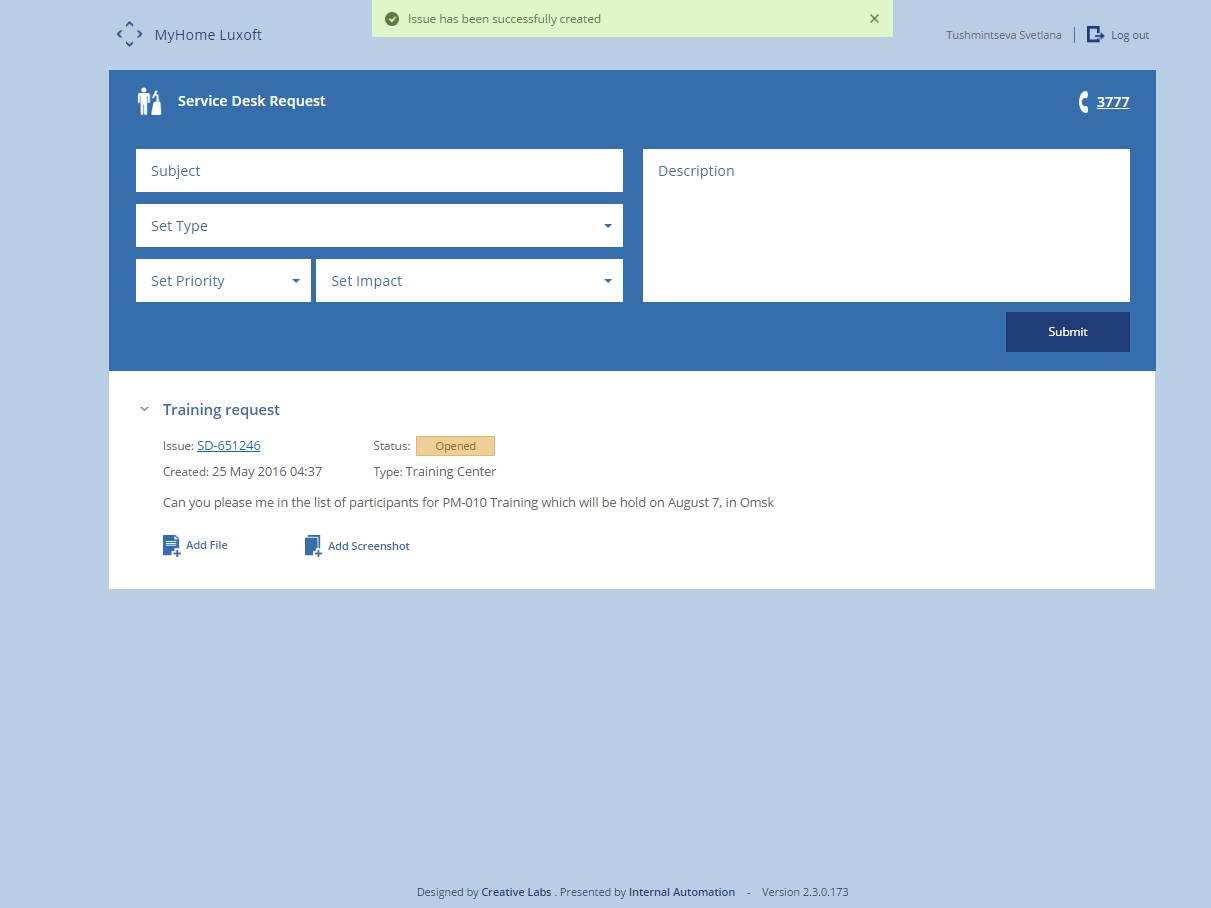 Issue has been successfully created
MyHome Luxoft
Tushmintseva Svetlana
Log out
Service Desk Request
3777
Subject
Description
Set Type
Set Priority
Set Impact
Submit
Training request
Issue: SD-651246
Status: Opened
Created: 25 May 2016 04:37
Type: Training Center
Can you please me in the list of participants for PM-010 Training which will be hold on August 7, in Omsk
Add File
Add Screenshot
Designed by Creative Labs . Presented by Internal Automation - Version 2.3.0.173